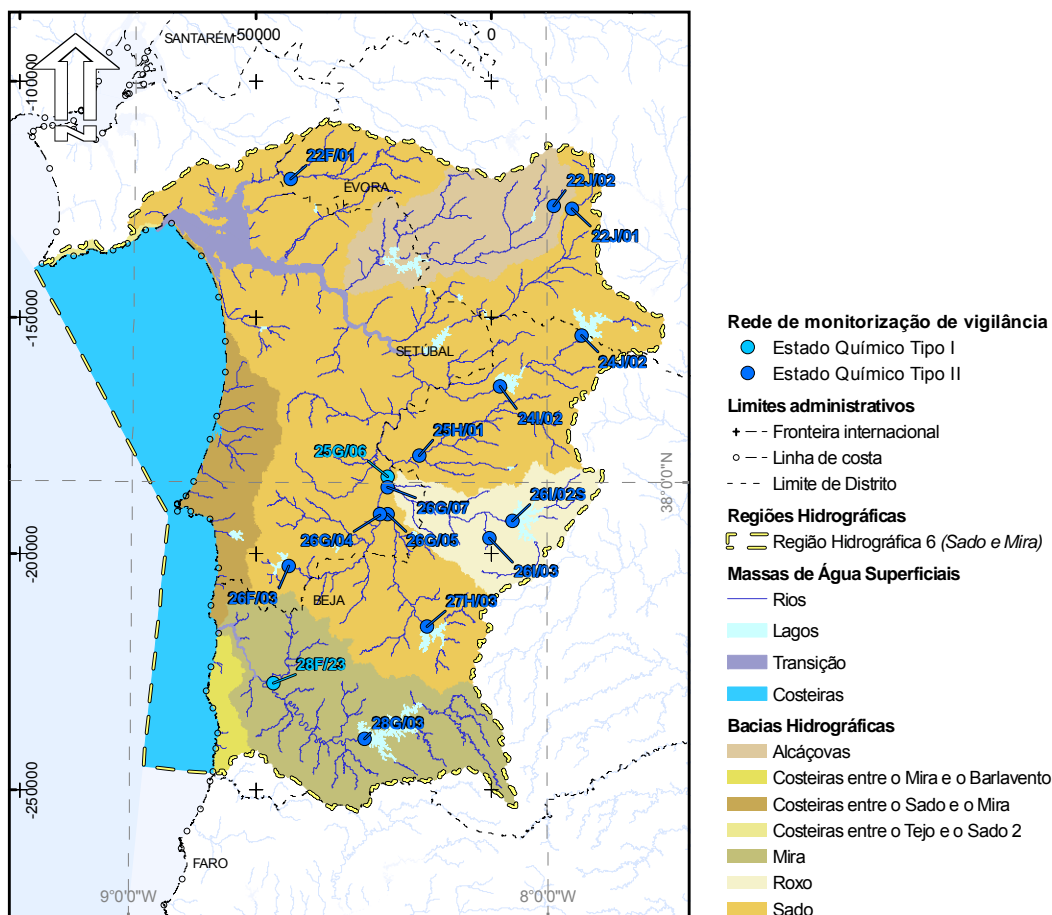 SANTARÉM
-50000
0
-100000
22F/01
ÉVORA
22J/02
22J/01
-150000
SETÚBAL
24J/02
24I/02
25H/01
25G/06
38°0'0"N
26I/02S
26G/07
26G/04
26G/05
-200000
26I/03
26F/03
BEJA
27H/03
28F/23
28G/03
-250000
FARO
9°0'0"W
8°0'0"W
N
Rede de monitorização de vigilância
Estado Químico Tipo I
Estado Químico Tipo II
Limites administrativos
Fronteira internacional
Linha de costa
Limite de Distrito
Regiões Hidrográficas
Região Hidrográfica 6 (Sado e Mira)
Massas de Água Superficiais
Rios
Lagos
Transição
Costeiras
Bacias Hidrográficas
Alcáçovas
Costeiras entre o Mira e o Barlavento
Costeiras entre o Sado e o Mira
Costeiras entre o Tejo e o Sado 2
Mira
Roxo
Sado